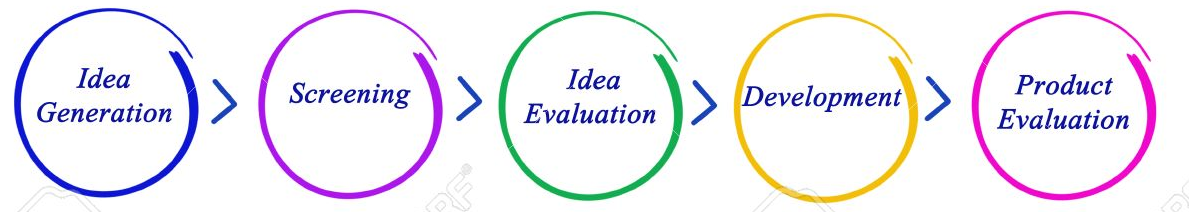 Idea
Generation
Screening
Idea
Evaluation
Development
Product
Evaluation